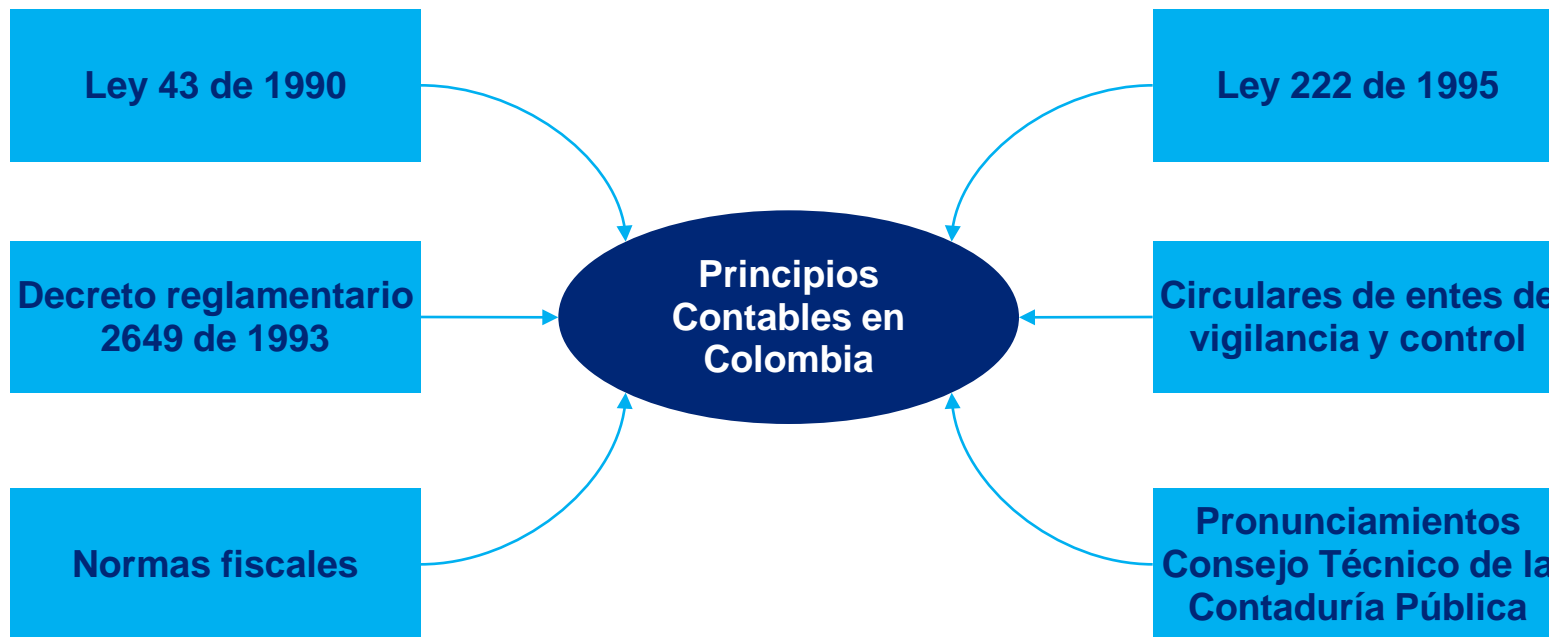 Ley 43 de 1990
Ley 222 de 1995
Decreto reglamentario
2649 de 1993
Principios
Contables en
Colombia
Circulares de entes de
vigilancia y control
Normas fiscales
Pronunciamientos
Consejo Técnico de la
Contaduría Pública